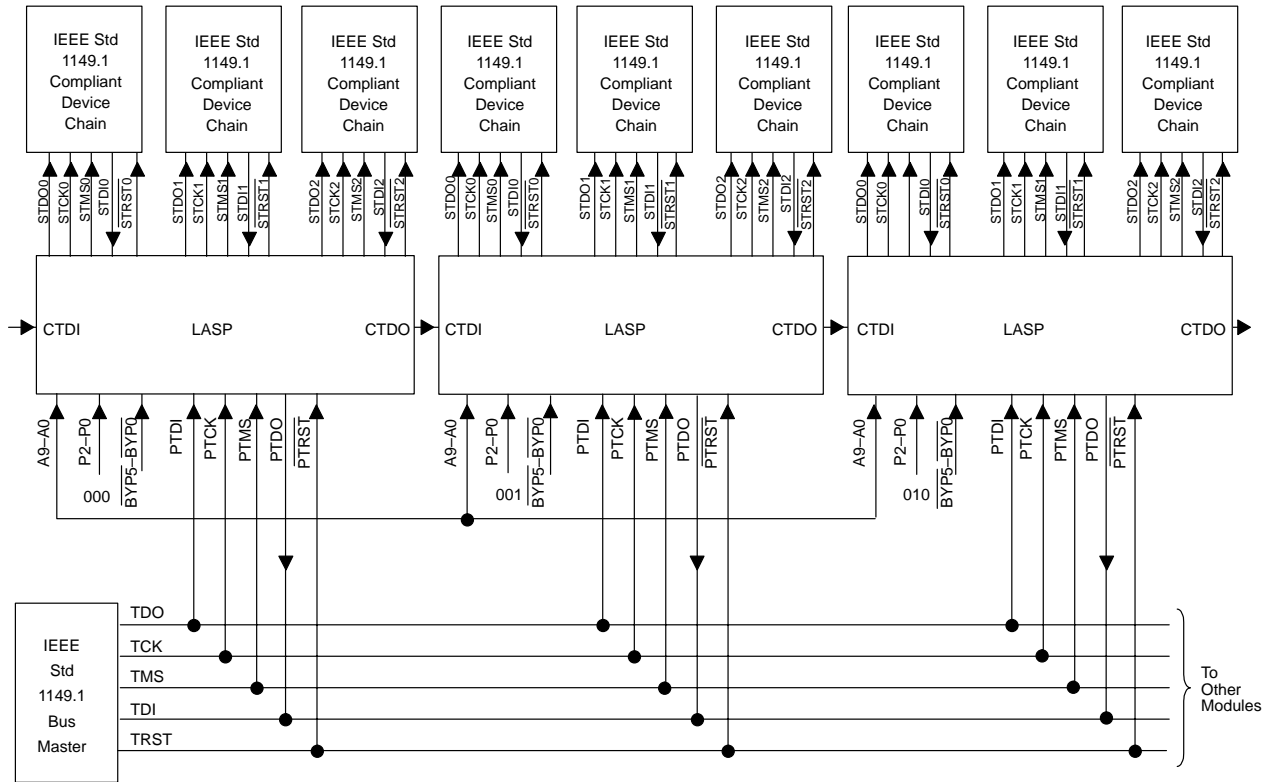 IEEE Std
1149.1
Compliant
Device
Chain
IEEE Std
1149.1
Compliant
Device
Chain
IEEE Std
1149.1
Compliant
Device
Chain
IEEE Std
1149.1
Compliant
Device
Chain
IEEE Std
1149.1
Compliant
Device
Chain
IEEE Std
1149.1
Compliant
Device
Chain
IEEE Std
1149.1
Compliant
Device
Chain
IEEE Std
1149.1
Compliant
Device
Chain
IEEE Std
1149.1
Compliant
Device
Chain
STDO0
STCK0
STMS0
STDI0
STRST0
STDO1
STCK1
STMS1
STDI1
STRST1
STDO2
STCK2
STMS2
STDI2
STRST2
STDO0
STCK0
STMS0
STDI0
STRST0
STDO1
STCK1
STMS1
STDI1
STRST1
STDO2
STCK2
STMS2
STDI2
STRST2
STDO0
STCK0
STDI0
STRST0
STDO1
STCK1
STMS1
STDI1
STRST1
STDO2
STCK2
STMS2
STDI2
STRST2
CTDI
LASP
CTDO
CTDI
LASP
CTDO
CTDI
LASP
CTDO
A9–A0
P2–P0
000
BYP5–BYP0
PTDI
PTCK
PTMS
PTDO
PTRST
A9–A0
P2–P0
001
BYP5–BYP0
PTDI
PTCK
PTMS
PTDO
PTRST
A9–A0
P2–P0
010
BYP5–BYP0
PTDI
PTCK
PTMS
PTDO
PTRST
IEEE
Std
1149.1
Bus
Master
TDO
TCK
TMS
TDI
TRST
To
Other
Modules